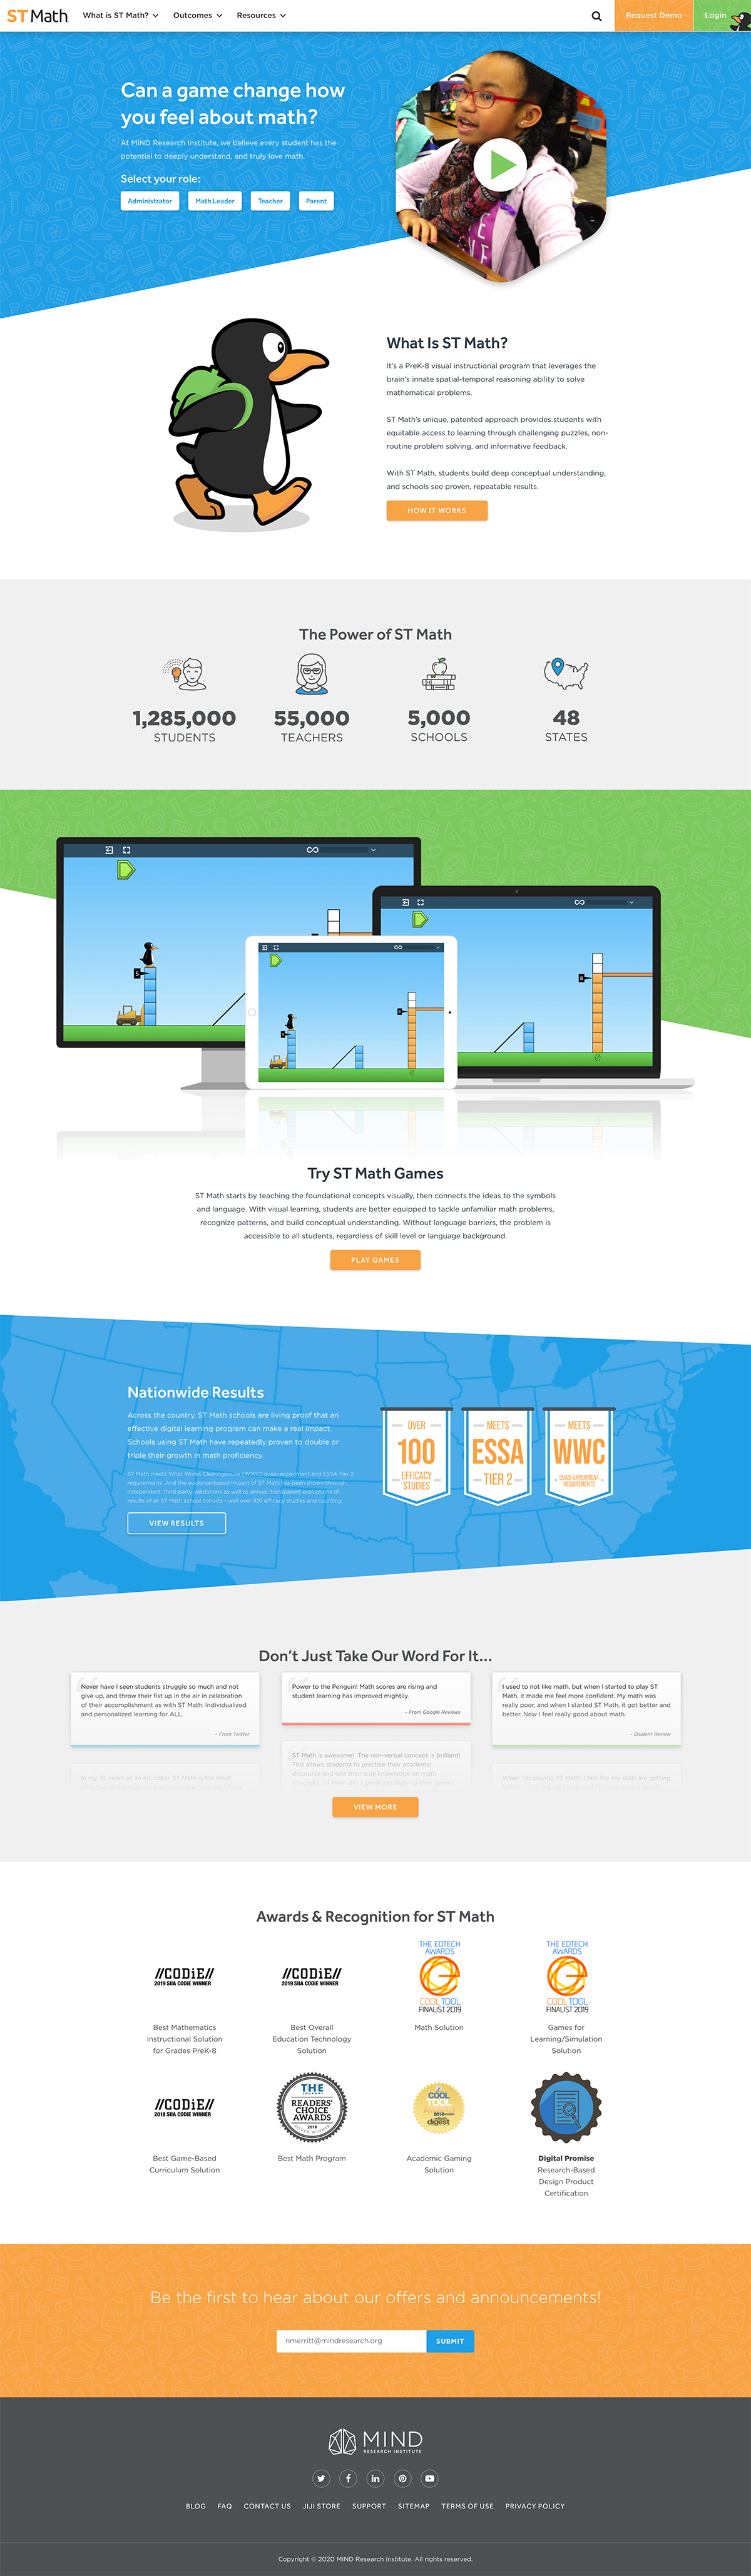 ST Math
What is ST Math?
Outcomes
Resources
Request Demo
Login
Can a game change how
you feel about math?
At MIND Research Institute, we believe every student has the
potential to deeply understand, and truly love math.
Select your role:
Administrator
Math Leader
Teacher
Parent
What Is ST Math?
It's a PreK-8 visual instructional program that leverages the
brain's innate spatial-temporal reasoning ability to solve
mathematical problems.
ST Math's unique, patented approach provides students with
equitable access to learning through challenging puzzles, non-
routine problem solving, and informative feedback.
With ST Math, students build deep conceptual understanding,
and schools see proven, repeatable results.
HOW IT WORKS
The Power of ST Math
1,285,000
STUDENTS
55,000
TEACHERS
5,000
SCHOOLS
48
STATES
Try ST Math Games
ST Math starts by teaching the foundational concepts visually, then connects the ideas to the symbols
and language. With visual learning, students are better equipped to tackle unfamiliar math problems,
recognize patterns, and build conceptual understanding. Without language barriers, the problem is
accessible to all students, regardless of skill level or language background.
PLAY GAMES
Nationwide Results
Across the country, ST Math schools are living proof that an
effective digital learning program can make a real impact.
Schools using ST Math have repeatedly proven to double or
triple their growth in math proficiency.
ST Math meets What Works Clearinghouse (WWC) quasi-experiment and ESSA Tier 2
requirements. And the evidence-based impact of ST Math has been shown through
independent, third-party validations as well as annual, transparent evaluations of
results of all ST Math school cohorts - well over 100 efficacy studies and counting.
VIEW RESULTS
OVER
100
EFFICACY
STUDIES
MEETS
ESSA
TIER 2
MEETS
WWC
QUASI-EXPERIMENT
REQUIREMENTS
Don't Just Take Our Word For It...
Never have I seen students struggle so much and not
give up, and throw their fist up in the air in celebration
of their accomplishment as with ST Math. Individualized
and personalized learning for ALL.
– From Twitter
Power to the Penguin! Math scores are rising and
student learning has improved mightily.
– From Google Reviews
I used to not like math, but when I started to play ST
Math, it made me feel more confident. My math was
really poor, and when I started ST Math, it got better and
better. Now I feel really good about math.
– Student Review
ST Math is awesome! The non-verbal concept is brilliant!
This allows students to practice their academic
discourse and test their true knowledge on math
When I'm playing ST Math, I feel like my skills are getting
VIEW MORE
Awards & Recognition for ST Math
//CODiE//
2019 SIIA CODiE WINNER
Best Mathematics
Instructional Solution
for Grades PreK-8
//CODiE//
2019 SIIA CODiE WINNER
Best Overall
Education Technology
Solution
THE EDTECH
AWARDS
COOL TOOL
FINALIST 2019
Math Solution
THE EDTECH
AWARDS
COOL TOOL
FINALIST 2019
Games for
Learning/Simulation
Solution
//CODiE//
2018 SIIA CODiE WINNER
Best Game-Based
Curriculum Solution
THE
JOURNAL
READERS'
CHOICE
AWARDS
2018
Best Math Program
COOL
TOOL
2018
digest
Academic Gaming
Solution
Digital Promise
Research-Based
Design Product
Certification
Be the first to hear about our offers and announcements!
nmerritt@mindresearch.org
SUBMIT
MIND
RESEARCH INSTITUTE
BLOG
FAQ
CONTACT US
JIJI STORE
SUPPORT
SITEMAP
TERMS OF USE
PRIVACY POLICY
Copyright © 2020 MIND Research Institute. All rights reserved.